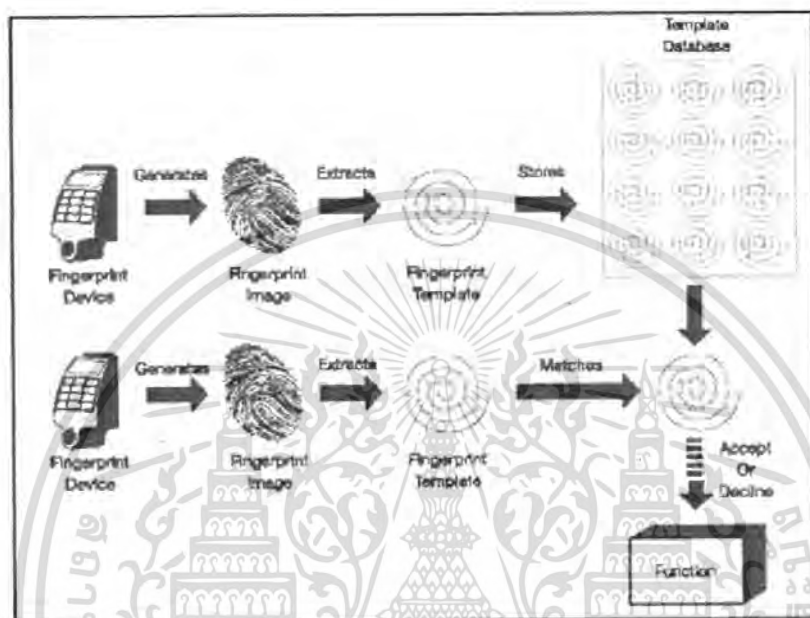 Template
Database
Generates
Extracts
Stores
Fingerprint
Device
Fingerprint
Image
Fingerprint
Template
Generates
Extracts
Matches
Fingerprint
Device
Fingerprint
Image
Fingerprint
Template
Accept
Or
Decline
Function